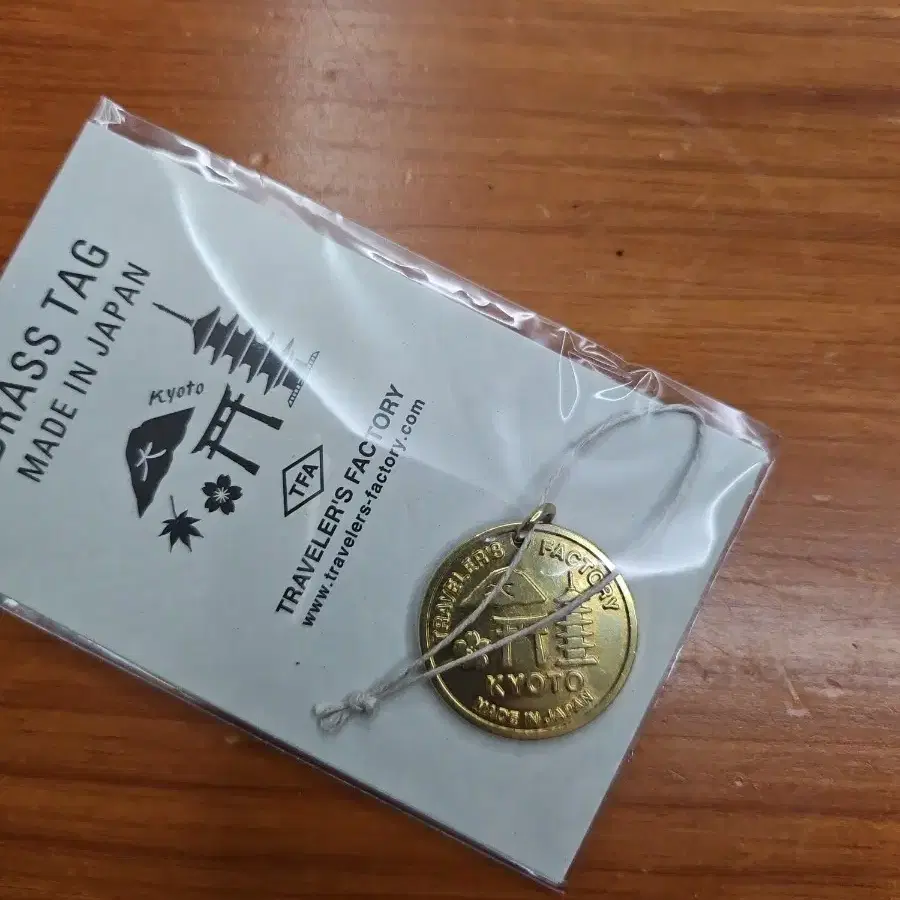 BRASS TAG
MADE IN JAPAN
Kyoto
大
TFA
TRAVELER'S FACTORY
www.travelers-factory.com
TRAVELER'S FACTORY
KYOTO
MADE IN JAPAN